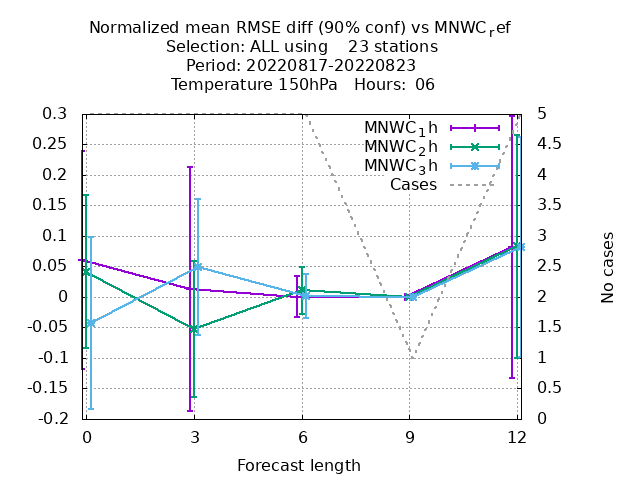 Normalized mean RMSE diff (90% conf) vs MNWC_ref
Selection: ALL using    23 stations
Period: 20220817-20220823
Temperature 150hPa   Hours:  06
MNWC_1h
MNWC_2h
MNWC_3h
Cases
0.3
0.25
0.2
0.15
0.1
0.05
0
-0.05
-0.1
-0.15
-0.2
5
4.5
4
3.5
3
2.5
2
1.5
1
0.5
0
No cases
0 3 6 9 12
Forecast length